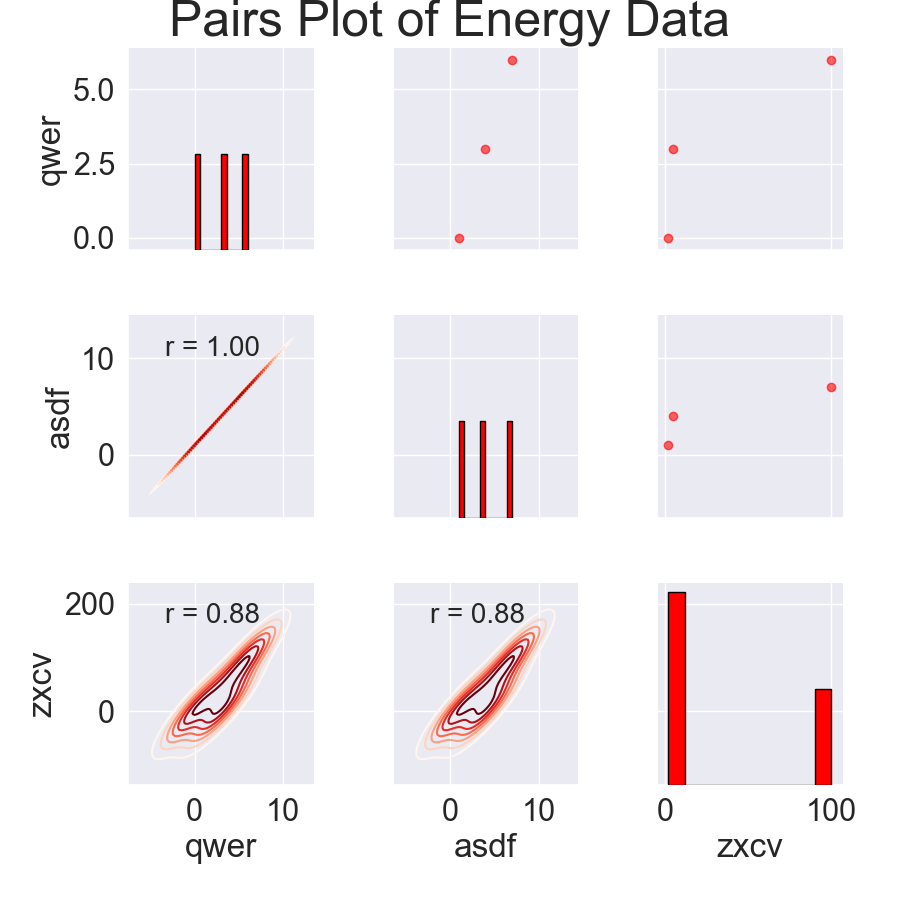 Pairs Plot of Energy Data
5.0
2.5
0.0
qwer
10
0
asdf
r = 1.00
200
0
zxcv
r = 0.88
r = 0.88
0 10
0 10
0 100
qwer
asdf
zxcv